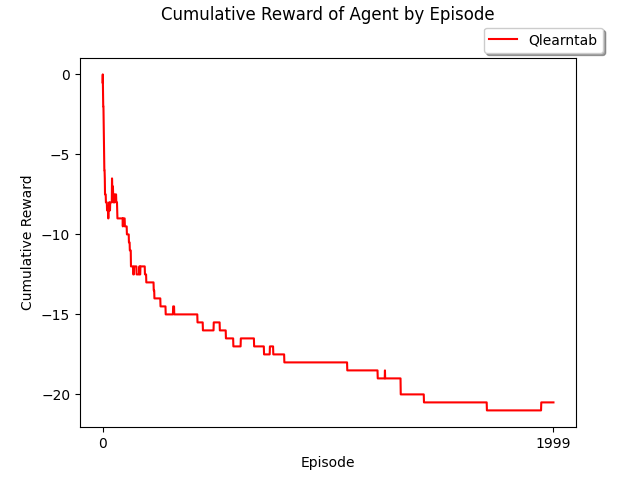 Cumulative Reward of Agent by Episode
Qlearntab
0
−5
−10
−15
−20
Cumulative Reward
0
1999
Episode